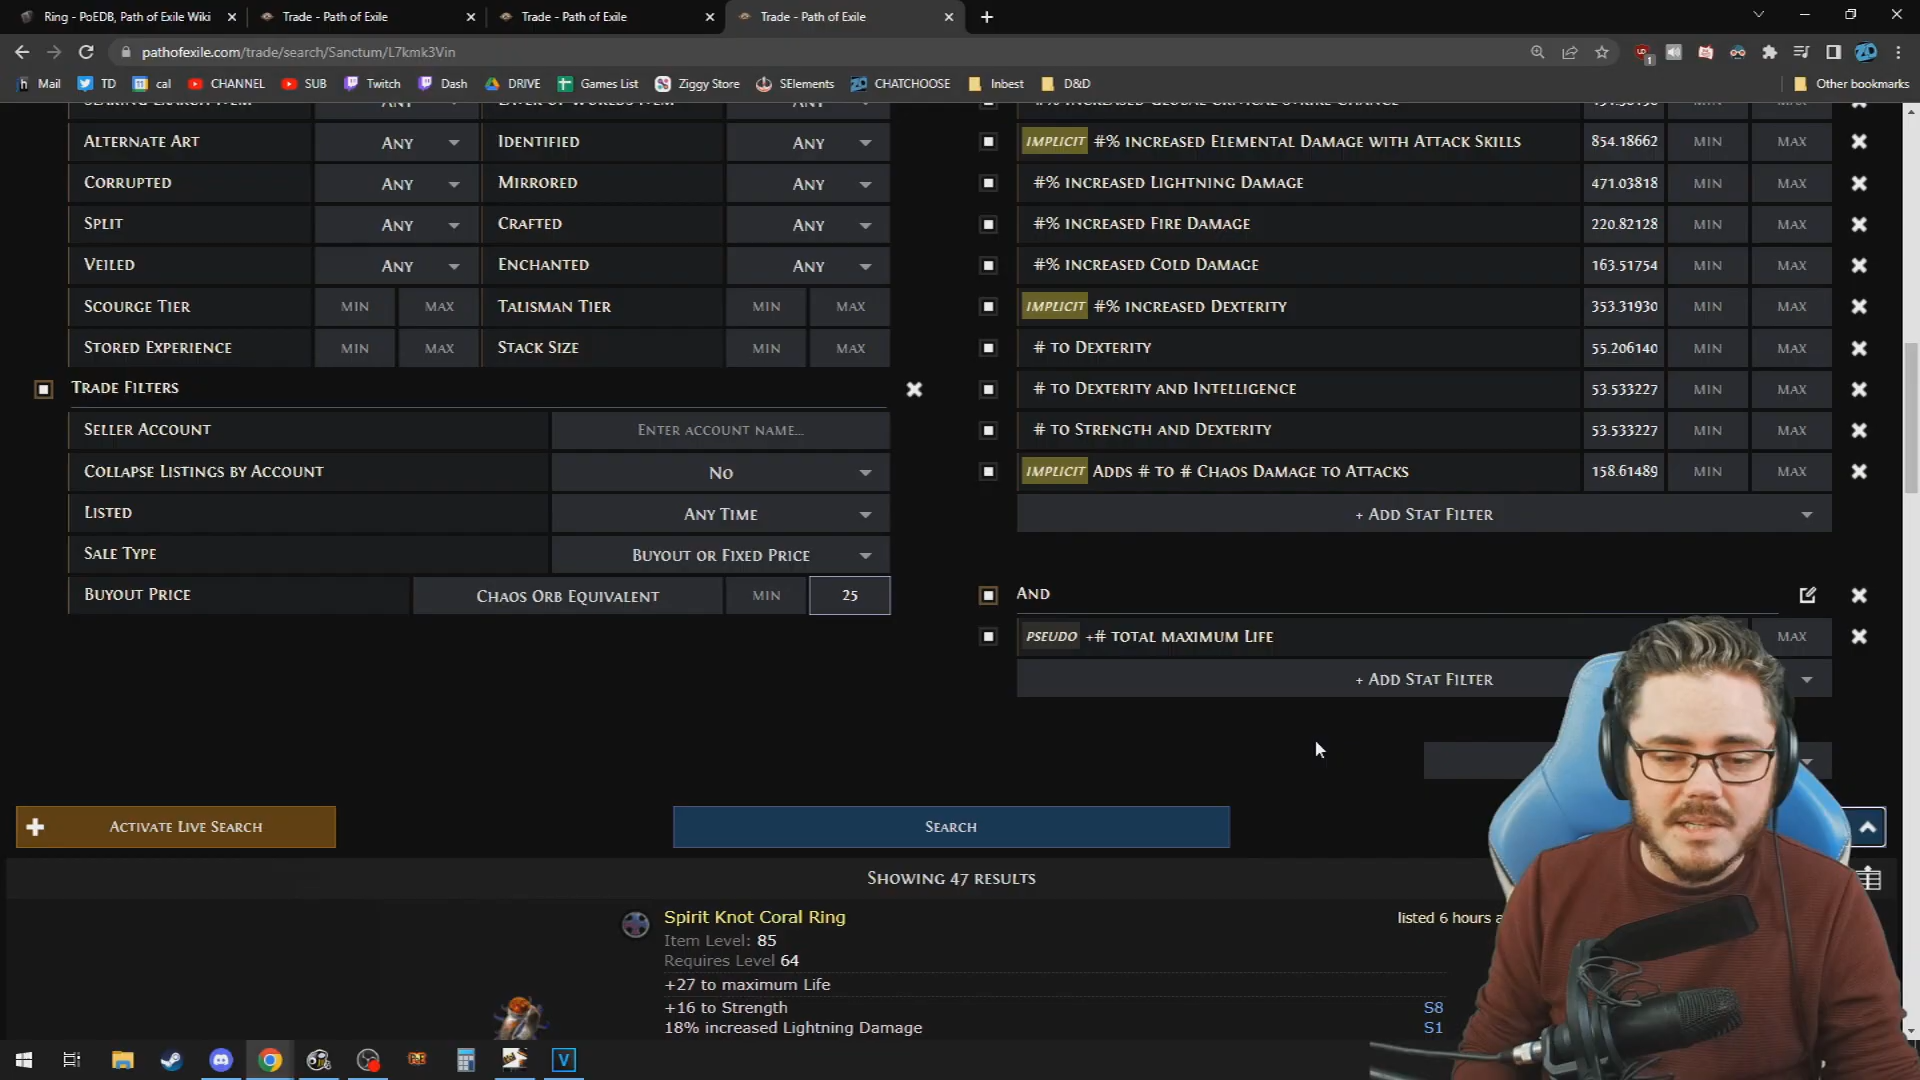 Ring - PoEDB, Path of Exile Wiki
Trade - Path of Exile
Trade - Path of Exile
Trade - Path of Exile
pathofexile.com/trade/search/Sanctum/L7kmk3Vin
Mail
TD
cal
CHANNEL
SUB
Twitch
Dash
DRIVE
Games List
Ziggy Store
SElements
CHATCHOOSE
Inbest
D&D
Other bookmarks
Alternate Art Any Identified Any
Corrupted Any Mirrored Any
Split Any Crafted Any
Veiled Any Enchanted Any
Scourge Tier MIN MAX Talisman Tier MIN MAX
Stored Experience MIN MAX Stack Size MIN MAX
Trade Filters
Seller Account Enter account name...
Collapse Listings by Account No
Listed Any Time
Sale Type Buyout or Fixed Price
Buyout Price Chaos Orb Equivalent MIN 25
#% increased Global Critical Strike Chance
IMPLICIT #% increased Elemental Damage with Attack Skills 854.18662 MIN MAX
#% increased Lightning Damage 471.03818 MIN MAX
#% increased Fire Damage 220.82128 MIN MAX
#% increased Cold Damage 163.51754 MIN MAX
IMPLICIT #% increased Dexterity 353.31930 MIN MAX
# to Dexterity 55.206140 MIN MAX
# to Dexterity and Intelligence 53.533227 MIN MAX
# to Strength and Dexterity 53.533227 MIN MAX
IMPLICIT Adds # to # Chaos Damage to Attacks 158.61489 MIN MAX
+ Add Stat Filter
And
PSEUDO +# total maximum Life MAX
+ Add Stat Filter
Activate Live Search
Search
Showing 47 results
Spirit Knot Coral Ring
Item Level: 85
Requires Level 64
+27 to maximum Life
+16 to Strength S8
18% increased Lightning Damage S1
listed 6 hours a